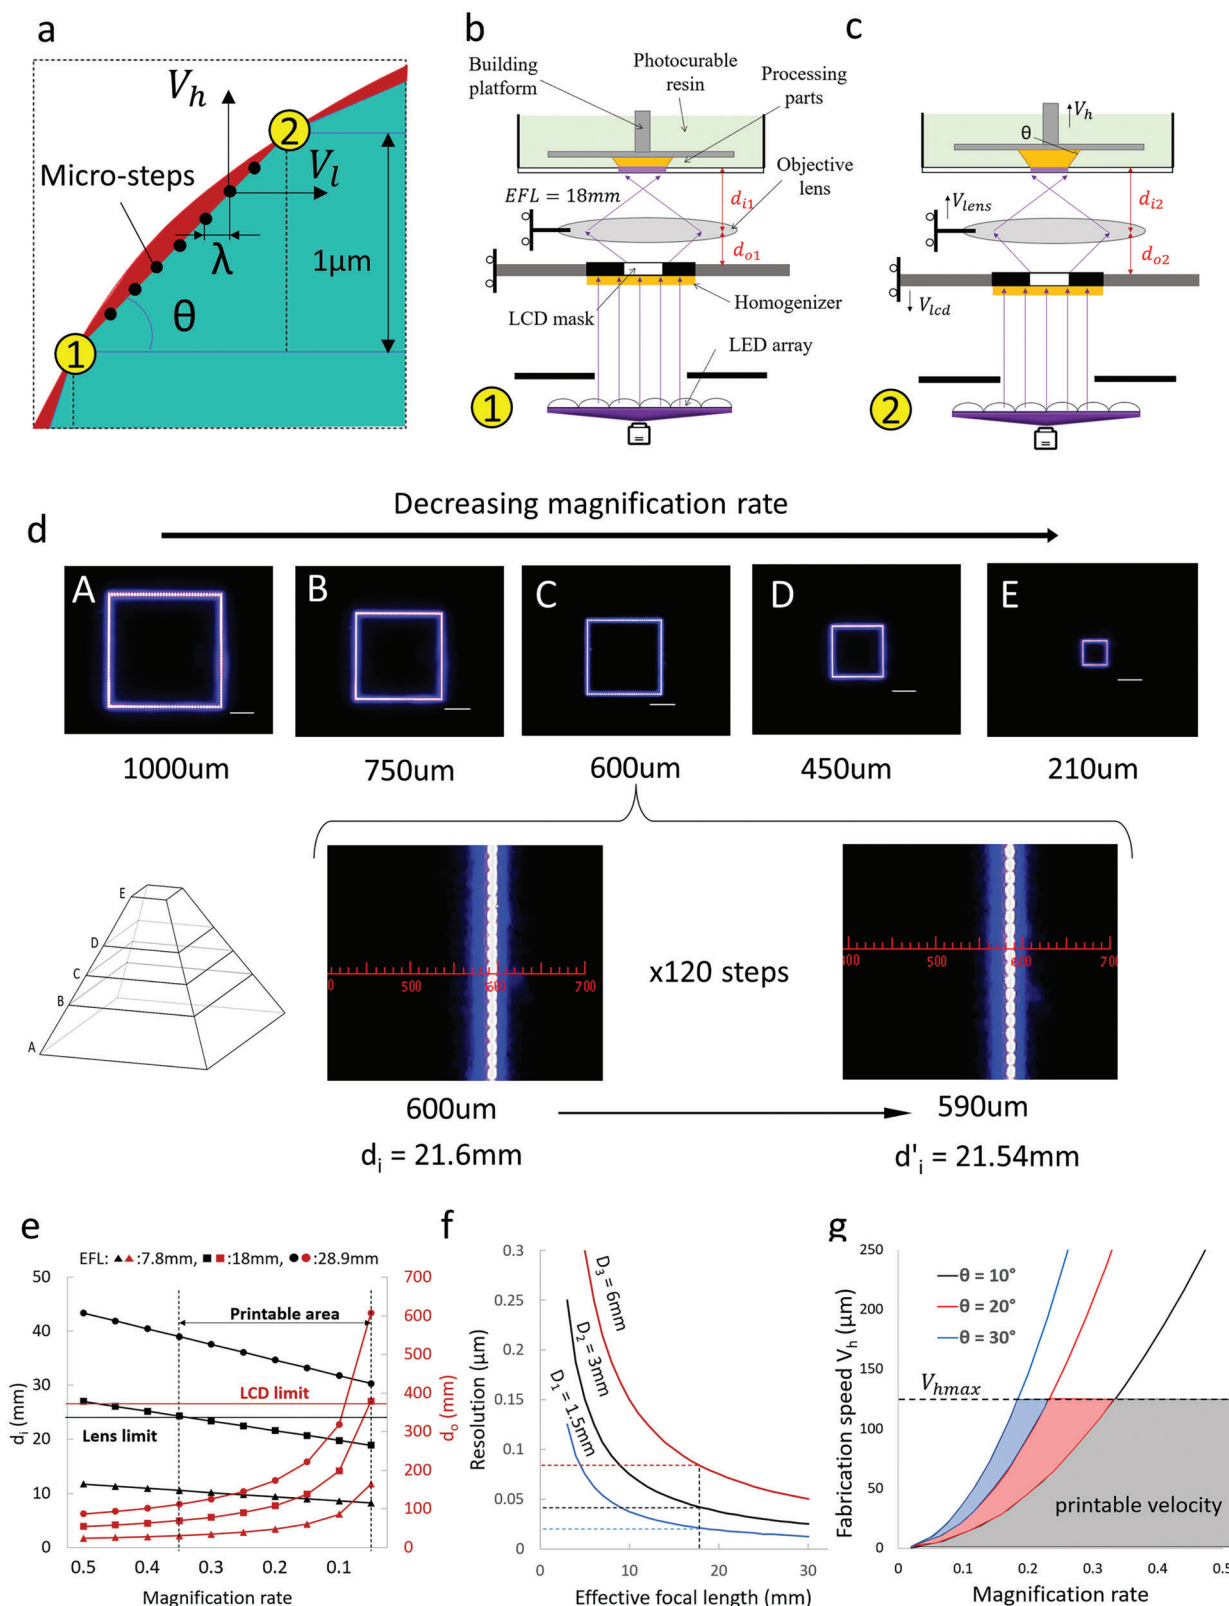 a
V_h
2
Micro-steps
V_l
λ
1μm
θ
1
b
Building platform
Photocurable resin
Processing parts
Objective lens
EFL = 18mm
d_i1
d_o1
Homogenizer
LCD mask
LED array
1
c
V_h
θ
V_lens
d_i2
d_o2
V_lcd
2
Decreasing magnification rate
d
A
B
C
D
E
1000um
750um
600um
450um
210um
E
D
C
B
A
0 500 600 700
x120 steps
500 600 700
600um
590um
d_i = 21.6mm
d'_i = 21.54mm
e
EFL: ▲▲:7.8mm, ■■:18mm, ●●:28.9mm
50
40
30
20
10
0
d_i (mm)
700
600
500
400
300
200
100
0
d_o (mm)
Printable area
LCD limit
Lens limit
0.5 0.4 0.3 0.2 0.1
Magnification rate
f
0.3
0.25
0.2
0.15
0.1
0.05
0
Resolution (μm)
D_3 = 6mm
D_2 = 3mm
D_1 = 1.5mm
0 10 20 30
Effective focal length (mm)
g
250
200
150
100
50
0
Fabrication speed V_h (μm)
θ = 10°
θ = 20°
θ = 30°
V_hmax
printable velocity
0 0.1 0.2 0.3 0.4 0.5
Magnification rate